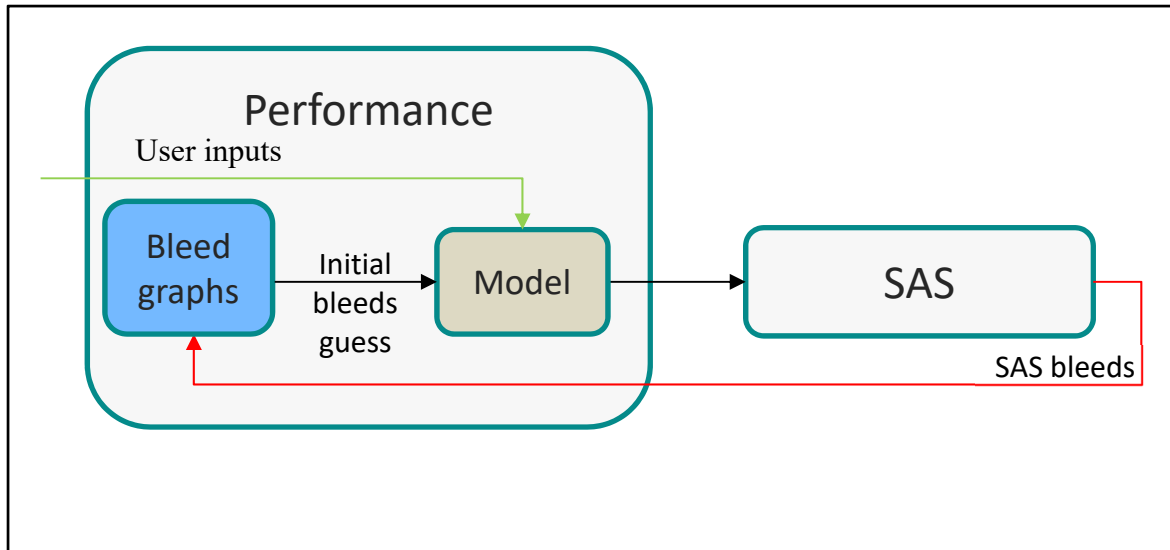 Performance
User inputs
Bleed
graphs
Initial
bleeds
guess
Model
SAS
SAS bleeds